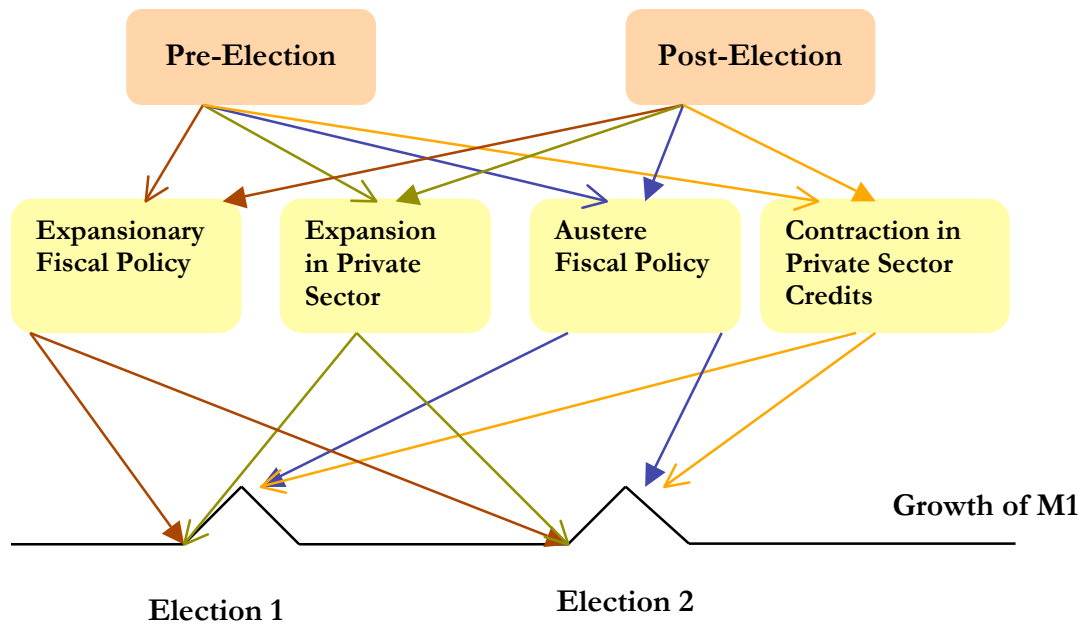 Pre-Election
Post-Election
Expansionary
Fiscal Policy
Expansion
in Private
Sector
Austere
Fiscal Policy
Contraction in
Private Sector
Credits
Growth of M1
Election 1
Election 2